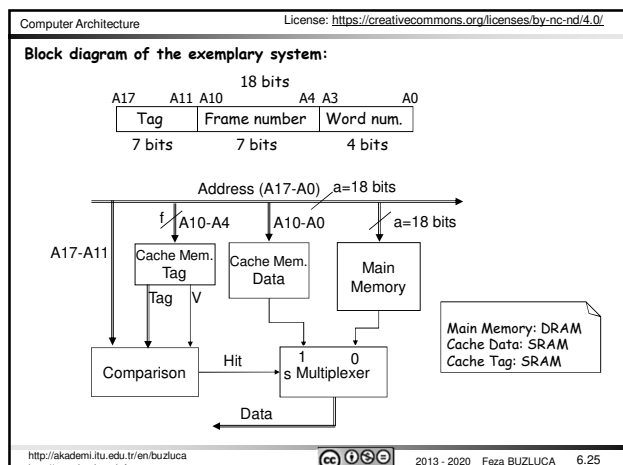 Computer Architecture
License: https://creativecommons.org/licenses/by-nc-nd/4.0/
Block diagram of the exemplary system:
18 bits
A17 A11 A10 A4 A3 A0
Tag Frame number Word num.
7 bits 7 bits 4 bits
Address (A17-A0) a=18 bits
f A10-A4 A10-A0 a=18 bits
A17-A11
Cache Mem. Tag
Cache Mem. Data
Main Memory
Tag V
Main Memory: DRAM
Cache Data: SRAM
Cache Tag: SRAM
Comparison
Hit
1 0
s Multiplexer
Data
http://akademi.itu.edu.tr/en/buzluca
cc
2013 - 2020 Feza BUZLUCA 6.25